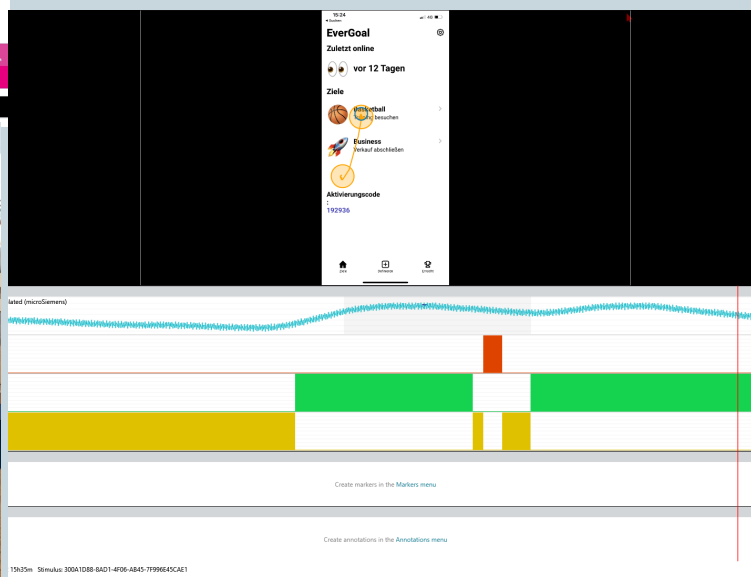 15:24
EverGoal
Zuletzt online
vor 12 Tagen
Ziele
Basketball
besuchen
Business
Verkauf abschließen
Aktivierungscode
:
192936
lated (microSiemens)
Create markers in the Markers menu
Create annotations in the Annotations menu
15h35m Stimulus: 300A1D88-8AD1-4F06-AB45-7F996E45CAE1